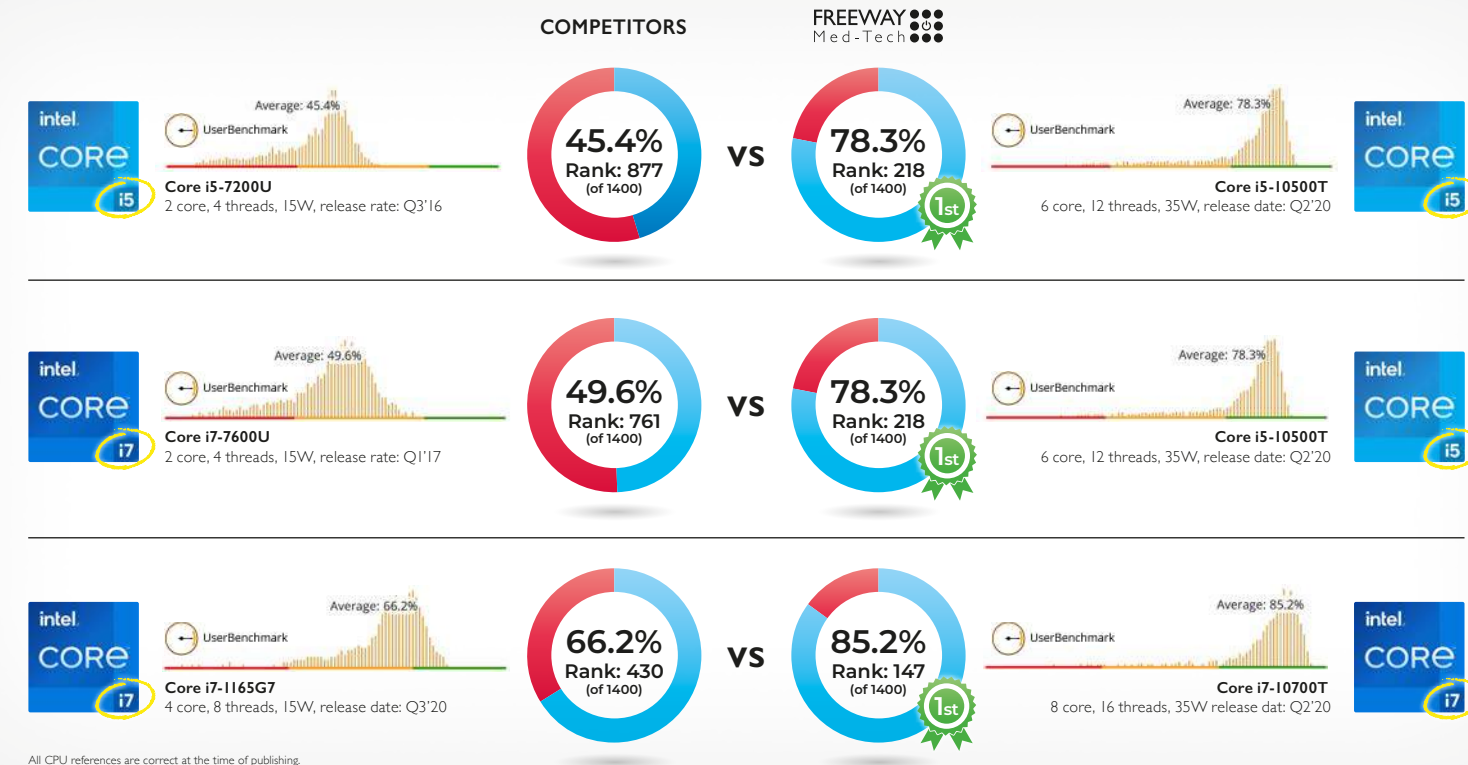 COMPETITORS
FREEWAY
Med-Tech
intel.
CORE
i5
Average: 45.4%
UserBenchmark
Core i5-7200U
2 core, 4 threads, 15W, release rate: Q3'16
45.4%
Rank: 877
(of 1400)
VS
78.3%
Rank: 218
(of 1400)
1st
Average: 78.3%
UserBenchmark
Core i5-10500T
6 core, 12 threads, 35W, release date: Q2'20
intel.
CORE
i5
intel.
CORE
i7
Average: 49.6%
UserBenchmark
Core i7-7600U
2 core, 4 threads, 15W, release rate: Q1'17
49.6%
Rank: 761
(of 1400)
VS
78.3%
Rank: 218
(of 1400)
1st
Average: 78.3%
UserBenchmark
Core i5-10500T
6 core, 12 threads, 35W, release date: Q2'20
intel.
CORE
i5
intel.
CORE
i7
Average: 66.2%
UserBenchmark
Core i7-1165G7
4 core, 8 threads, 15W, release date: Q3'20
66.2%
Rank: 430
(of 1400)
VS
85.2%
Rank: 147
(of 1400)
1st
Average: 85.2%
UserBenchmark
Core i7-10700T
8 core, 16 threads, 35W release dat: Q2'20
intel.
CORE
i7
All CPU references are correct at the time of publishing.